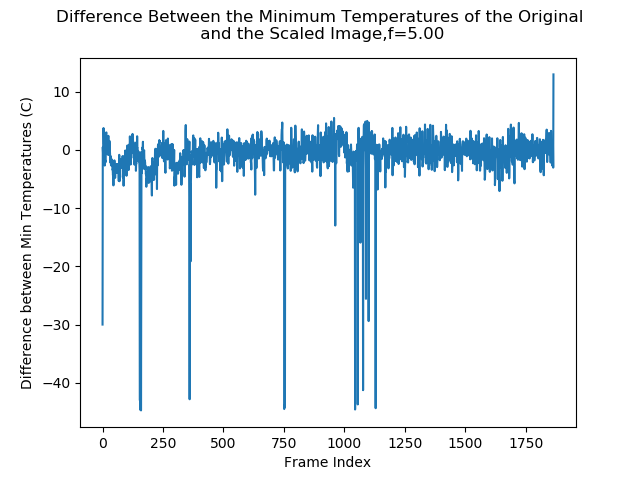 Difference Between the Minimum Temperatures of the Original
and the Scaled Image,f=5.00
Difference between Min Temperatures (C)
10
0
−10
−20
−30
−40
0 250 500 750 1000 1250 1500 1750
Frame Index